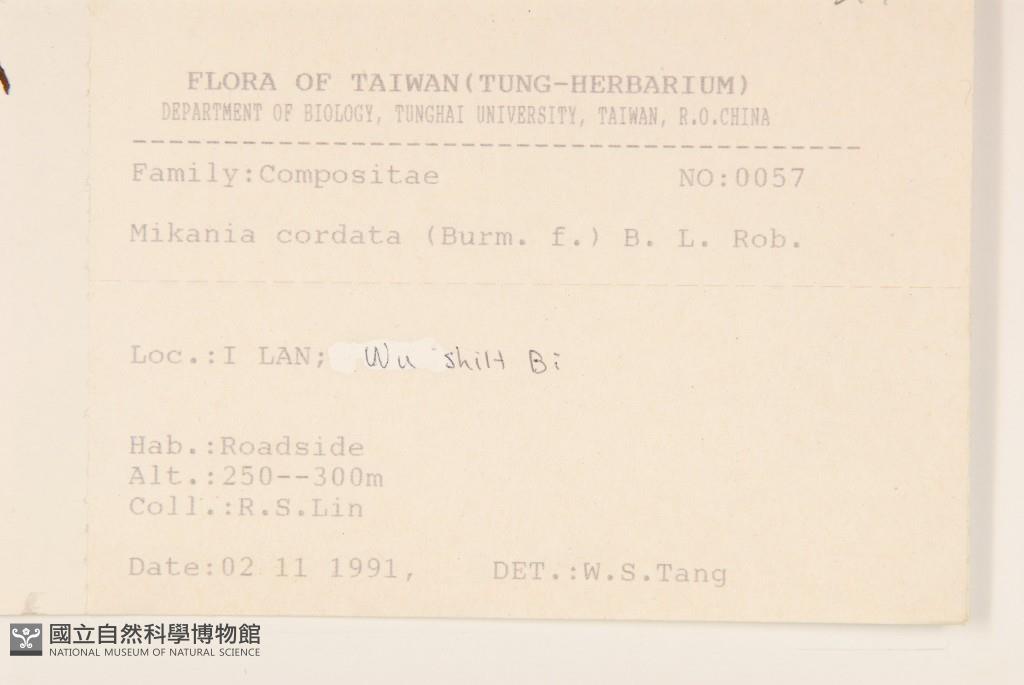 FLORA OF TAIWAN(TUNG-HERBARIUM)
DEPARTMENT OF BIOLOGY, TUNGHAI UNIVERSITY, TAIWAN, R.O.CHINA
Family:Compositae NO:0057
Mikania cordata (Burm. f.) B. L. Rob.
Loc.:I LAN; Wu shilt Bi
Hab.:Roadside
Alt.:250--300m
Coll.:R.S.Lin
Date:02 11 1991, DET.:W.S.Tang
國立自然科學博物館
NATIONAL MUSEUM OF NATURAL SCIENCE